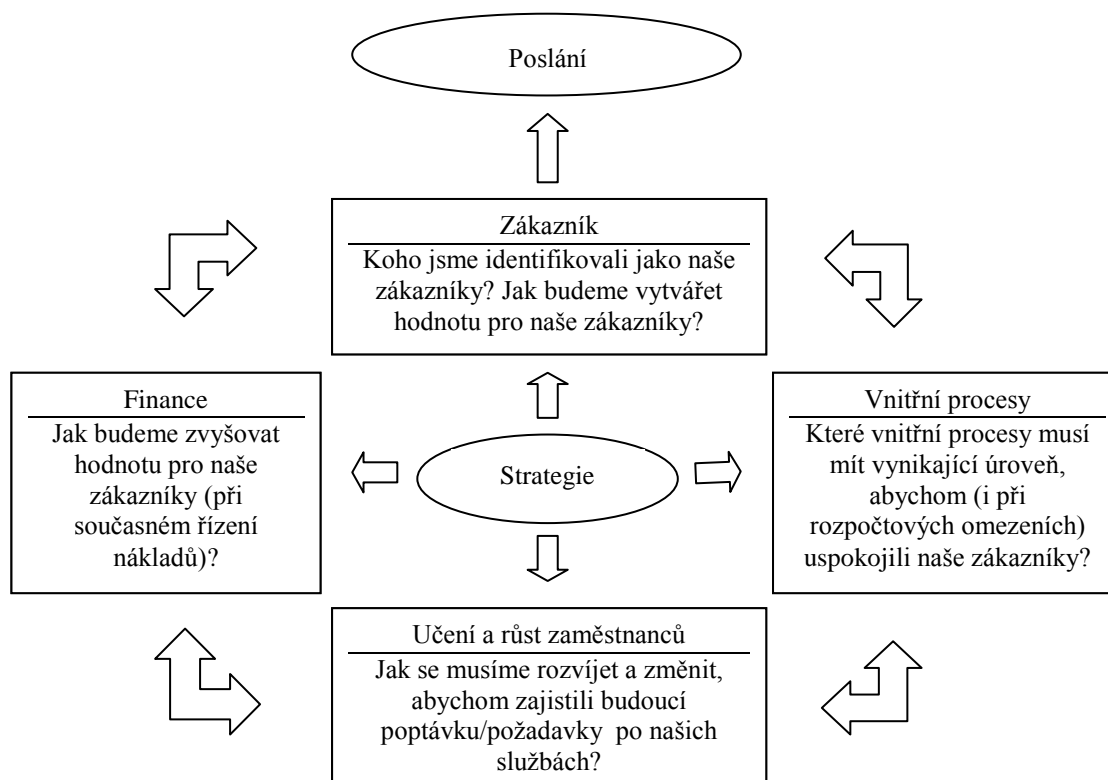 Poslání
Zákazník
Koho jsme identifikovali jako naše
zákazníky? Jak budeme vytvářet
hodnotu pro naše zákazníky?
Finance
Jak budeme zvyšovat
hodnotu pro naše
zákazníky (při
současném řízení
nákladů)?
Strategie
Vnitřní procesy
Které vnitřní procesy musí
mít vynikající úroveň,
abychom (i při
rozpočtových omezeních)
uspokojili naše zákazníky?
Učení a růst zaměstnanců
Jak se musíme rozvíjet a změnit,
abychom zajistili budoucí
poptávku/požadavky  po našich
službách?